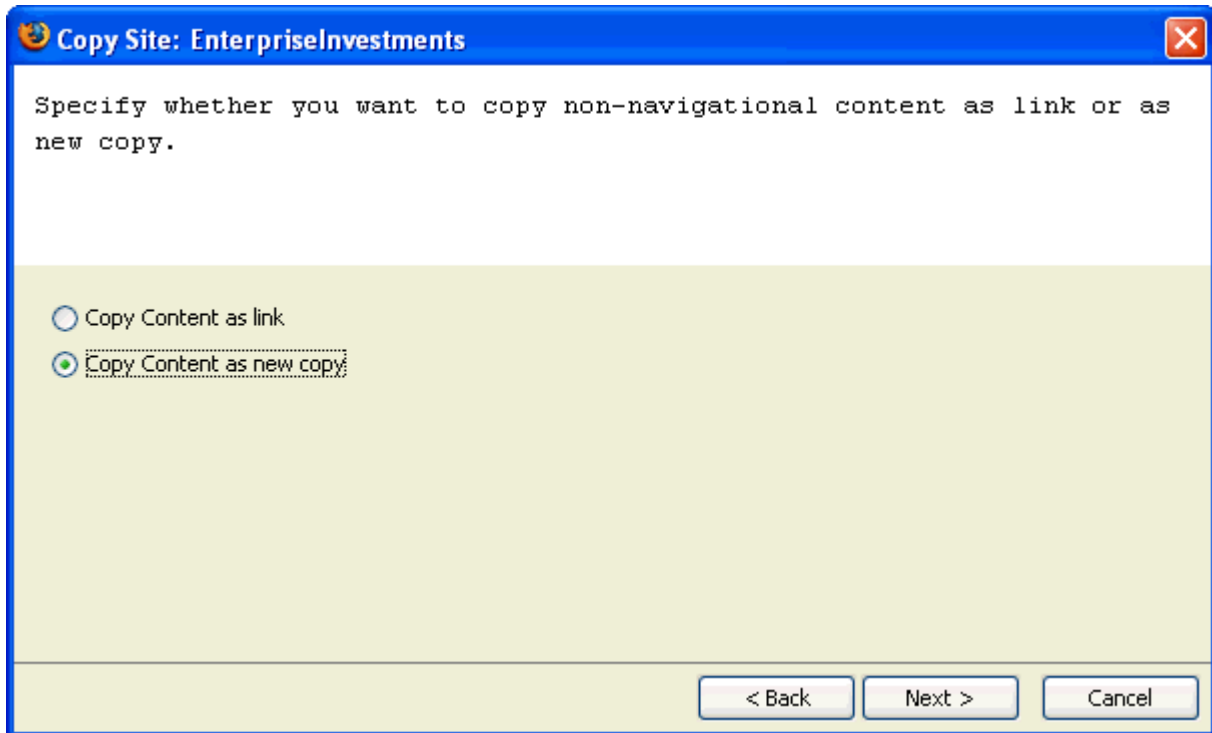 Copy Site: EnterpriseInvestments
Specify whether you want to copy non-navigational content as link or as
new copy.
Copy Content as link
Copy Content as new copy
< Back
Next >
Cancel